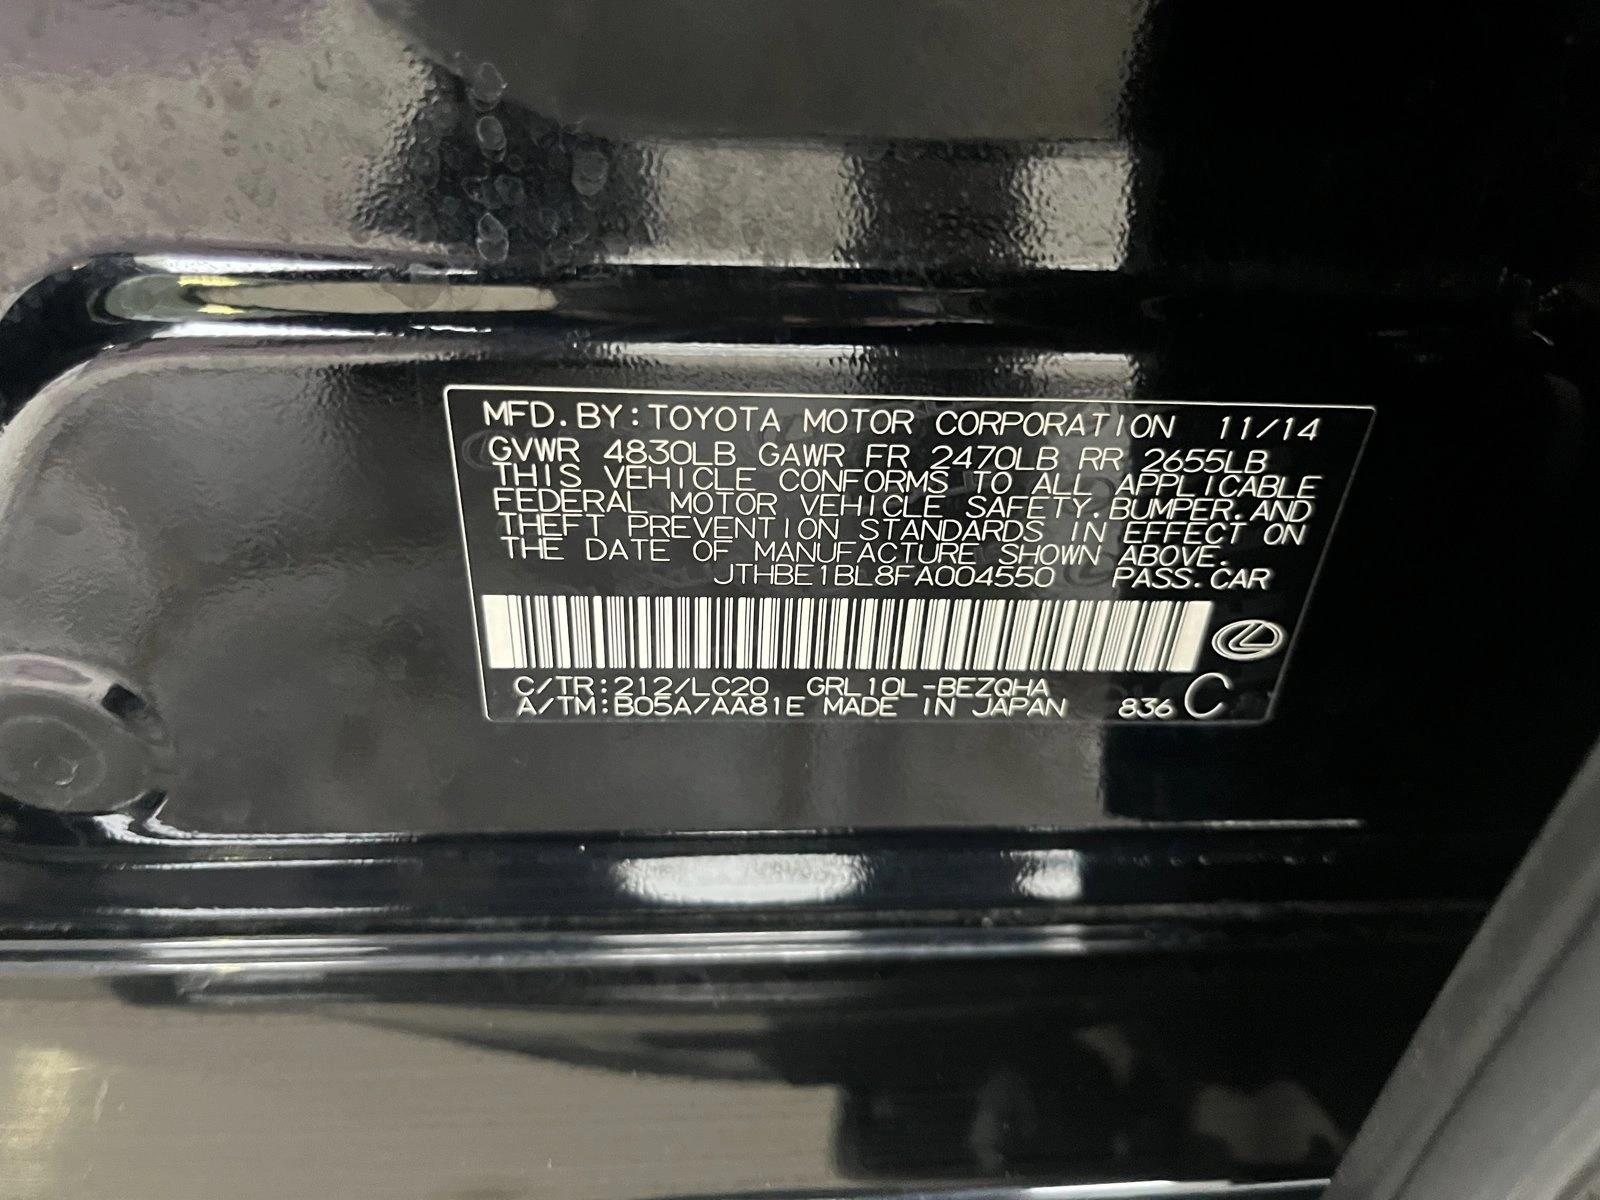 MFD.BY:TOYOTA MOTOR CORPORATION 11/14
GVWR 4830LB GAWR FR 2470LB RR 2655LB
THIS VEHICLE CONFORMS TO ALL APPLICABLE
FEDERAL MOTOR VEHICLE SAFETY.BUMPER.AND
THEFT PREVENTION STANDARDS IN EFFECT ON
THE DATE OF MANUFACTURE SHOWN ABOVE.
JTHBE1BL8FA004550 PASS.CAR
C/TR:212/LC20 GRL10L-BEZQHA
A/TM:B05A/AA81E MADE IN JAPAN 836 C